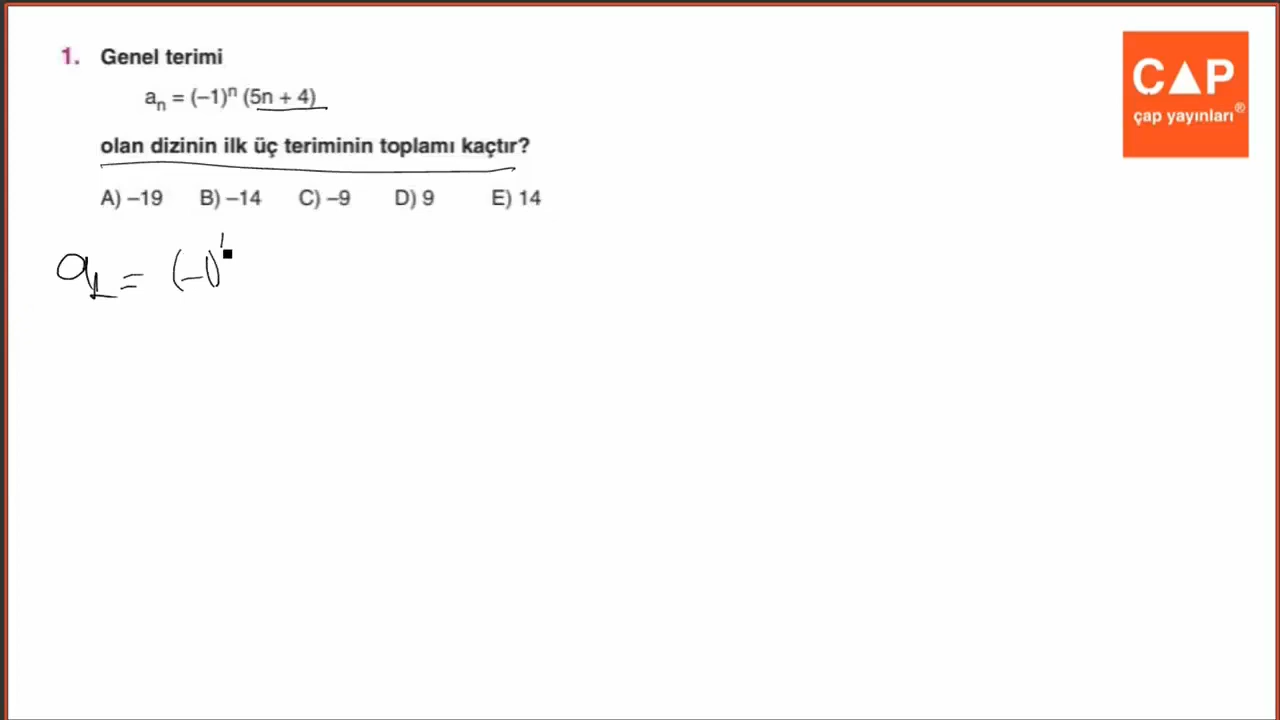 1. Genel terimi
aₙ = (–1)ⁿ (5n + 4)
olan dizinin ilk üç teriminin toplamı kaçtır?
A) –19 B) –14 C) –9 D) 9 E) 14
a₁ = (–1)¹
ÇAP
çap yayınları®